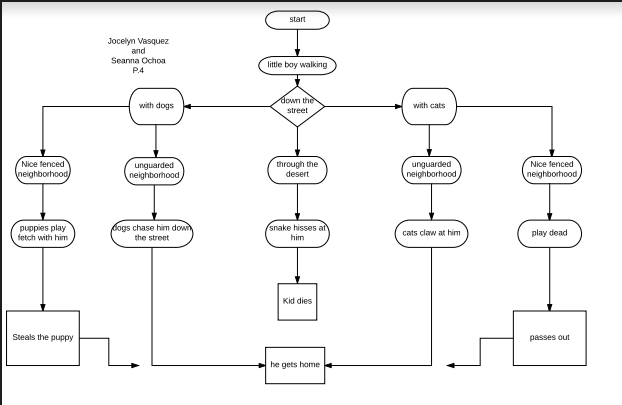 start
Jocelyn Vasquez
and
Seanna Ochoa
P.4
little boy walking
with dogs
down the
street
with cats
Nice fenced
neighborhood
unguarded
neighborhood
through the
desert
unguarded
neighborhood
Nice fenced
neighborhood
puppies play
fetch with him
dogs chase him down
the street
snake hisses at
him
cats claw at him
play dead
Kid dies
Steals the puppy
passes out
he gets home